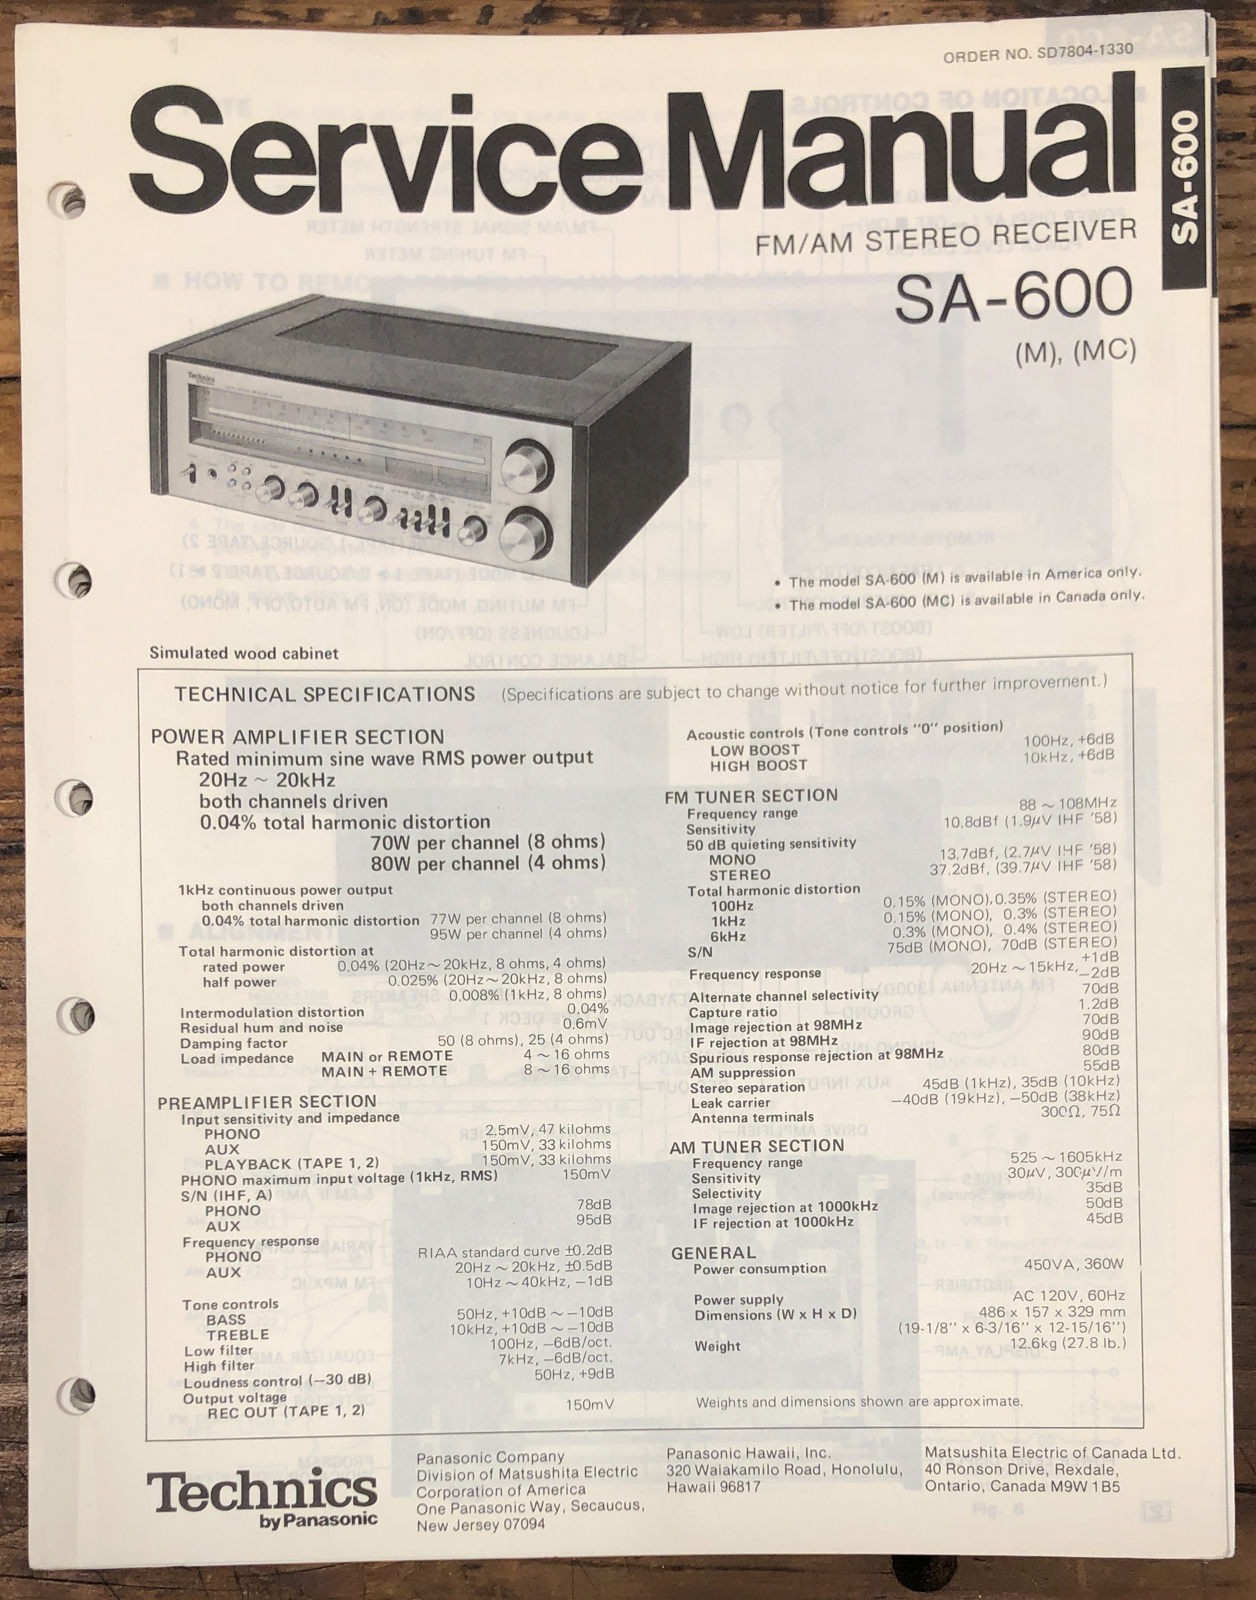 ORDER NO. SD7804-1330
Service Manual
SA-600
FM/AM STEREO RECEIVER
SA-600
(M), (MC)
Technics
• The model SA-600 (M) is available in America only.
• The model SA-600 (MC) is available in Canada only.
Simulated wood cabinet
TECHNICAL SPECIFICATIONS (Specifications are subject to change without notice for further improvement.)
POWER AMPLIFIER SECTION
Rated minimum sine wave RMS power output
20Hz ~ 20kHz
both channels driven
0.04% total harmonic distortion
70W per channel (8 ohms)
80W per channel (4 ohms)
1kHz continuous power output
both channels driven
0.04% total harmonic distortion 77W per channel (8 ohms)
95W per channel (4 ohms)
Total harmonic distortion at
rated power 0.04% (20Hz~20kHz, 8 ohms, 4 ohms)
half power 0.025% (20Hz~20kHz, 8 ohms)
0.008% (1kHz, 8 ohms)
Intermodulation distortion 0.04%
Residual hum and noise 0.6mV
Damping factor 50 (8 ohms), 25 (4 ohms)
Load impedance MAIN or REMOTE 4 ~ 16 ohms
MAIN + REMOTE 8 ~ 16 ohms
PREAMPLIFIER SECTION
Input sensitivity and impedance
PHONO 2.5mV, 47 kilohms
AUX 150mV, 33 kilohms
PLAYBACK (TAPE 1, 2) 150mV, 33 kilohms
PHONO maximum input voltage (1kHz, RMS) 150mV
S/N (IHF, A)
PHONO 78dB
AUX 95dB
Frequency response
PHONO RIAA standard curve ±0.2dB
20Hz ~ 20kHz, ±0.5dB
AUX 10Hz ~ 40kHz, −1dB
Tone controls
BASS 50Hz, +10dB ~ −10dB
TREBLE 10kHz, +10dB ~ −10dB
Low filter 100Hz, −6dB/oct.
High filter 7kHz, −6dB/oct.
Loudness control (−30 dB) 50Hz, +9dB
Output voltage
REC OUT (TAPE 1, 2) 150mV
Acoustic controls (Tone controls "0" position)
LOW BOOST 100Hz, +6dB
HIGH BOOST 10kHz, +6dB
FM TUNER SECTION
Frequency range 88 ~ 108MHz
Sensitivity 10.8dBf (1.9μV IHF '58)
50 dB quieting sensitivity
MONO 13.7dBf, (2.7μV IHF '58)
STEREO 37.2dBf, (39.7μV IHF '58)
Total harmonic distortion
100Hz 0.15% (MONO),0.35% (STEREO)
1kHz 0.15% (MONO), 0.3% (STEREO)
6kHz 0.3% (MONO), 0.4% (STEREO)
S/N 75dB (MONO), 70dB (STEREO)
Frequency response 20Hz ~ 15kHz, +1dB −2dB
Alternate channel selectivity 70dB
Capture ratio 1.2dB
Image rejection at 98MHz 70dB
IF rejection at 98MHz 90dB
Spurious response rejection at 98MHz 80dB
AM suppression 55dB
Stereo separation 45dB (1kHz), 35dB (10kHz)
Leak carrier −40dB (19kHz), −50dB (38kHz)
Antenna terminals 300Ω, 75Ω
AM TUNER SECTION
Frequency range 525 ~ 1605kHz
Sensitivity 30μV, 300μV/m
Selectivity 35dB
Image rejection at 1000kHz 50dB
IF rejection at 1000kHz 45dB
GENERAL
Power consumption 450VA, 360W
Power supply AC 120V, 60Hz
Dimensions (W x H x D) 486 x 157 x 329 mm
(19-1/8" x 6-3/16" x 12-15/16")
Weight 12.6kg (27.8 lb.)
Weights and dimensions shown are approximate.
Technics
by Panasonic
Panasonic Company
Division of Matsushita Electric
Corporation of America
One Panasonic Way, Secaucus,
New Jersey 07094
Panasonic Hawaii, Inc.
320 Waiakamilo Road, Honolulu,
Hawaii 96817
Matsushita Electric of Canada Ltd.
40 Ronson Drive, Rexdale,
Ontario, Canada M9W 1B5